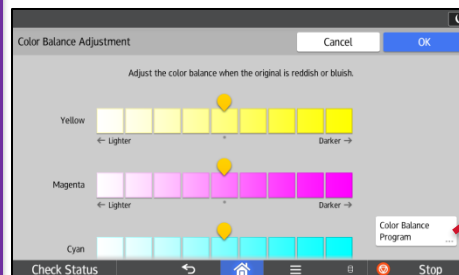 Color Balance Adjustment
Cancel
OK
Adjust the color balance when the original is reddish or bluish.
Yellow
← Lighter
Darker →
Magenta
← Lighter
Darker →
Color Balance
Program
...
Cyan
Check Status
Stop